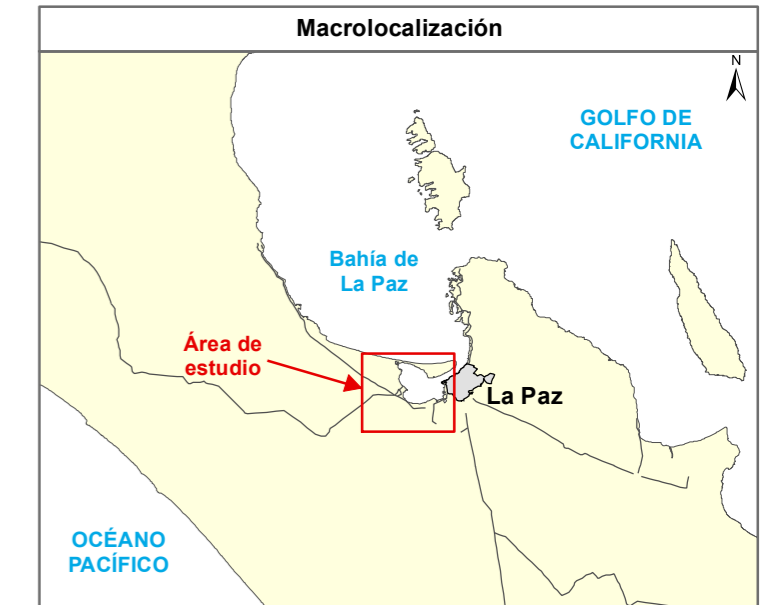 Macrolocalización
N
GOLFO DE
CALIFORNIA
Bahía de
La Paz
Área de
estudio
La Paz
OCÉANO
PACÍFICO